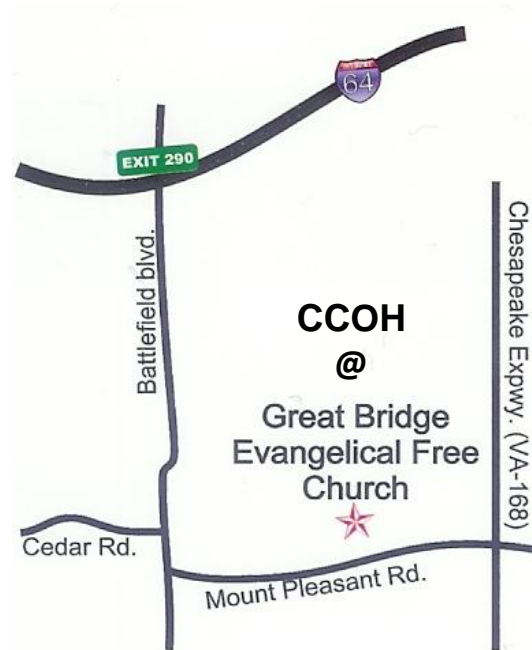 INTERSTATE
64
EXIT 290
Battlefield blvd.
Chesapeake Expwy. (VA-168)
CCOH
@
Great Bridge
Evangelical Free
Church
Cedar Rd.
Mount Pleasant Rd.